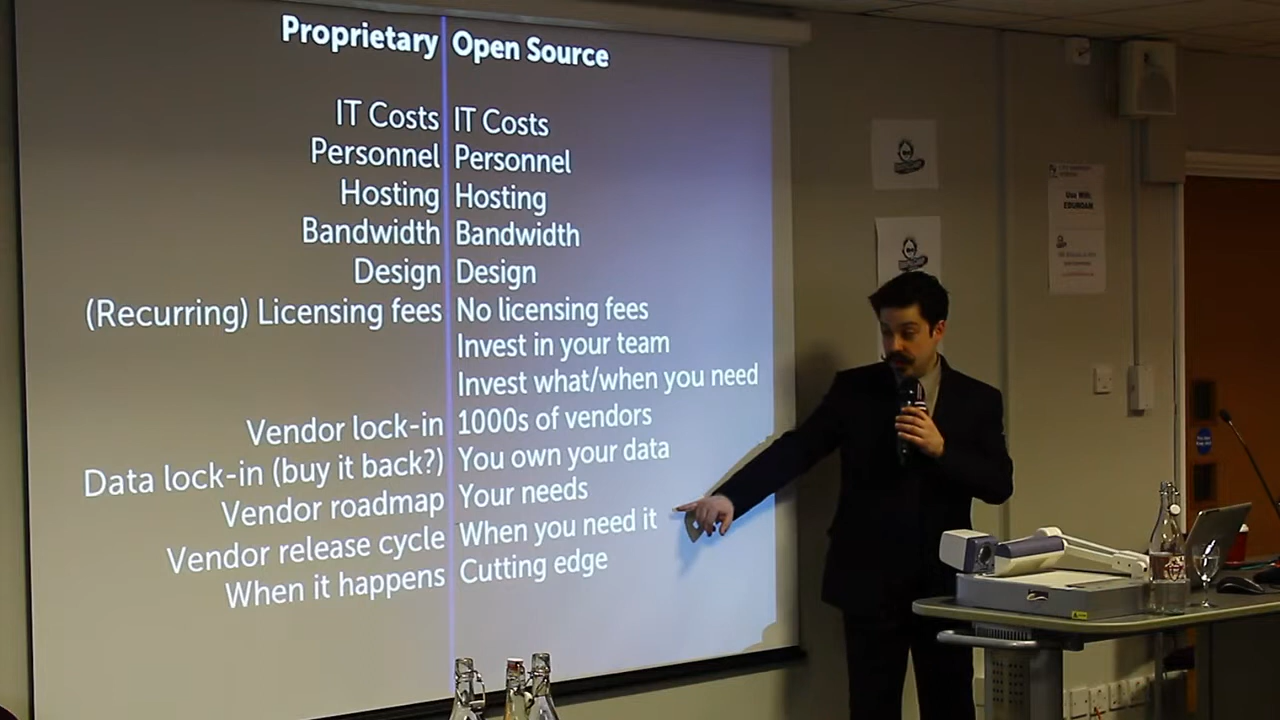 Proprietary Open Source
IT Costs IT Costs
Personnel Personnel
Hosting Hosting
Bandwidth Bandwidth
Design Design
(Recurring) Licensing fees No licensing fees
Invest in your team
Invest what/when you need
Vendor lock-in 1000s of vendors
Data lock-in (buy it back?) You own your data
Vendor roadmap Your needs
Vendor release cycle When you need it
When it happens Cutting edge
Use Wifi:
EDUROAM